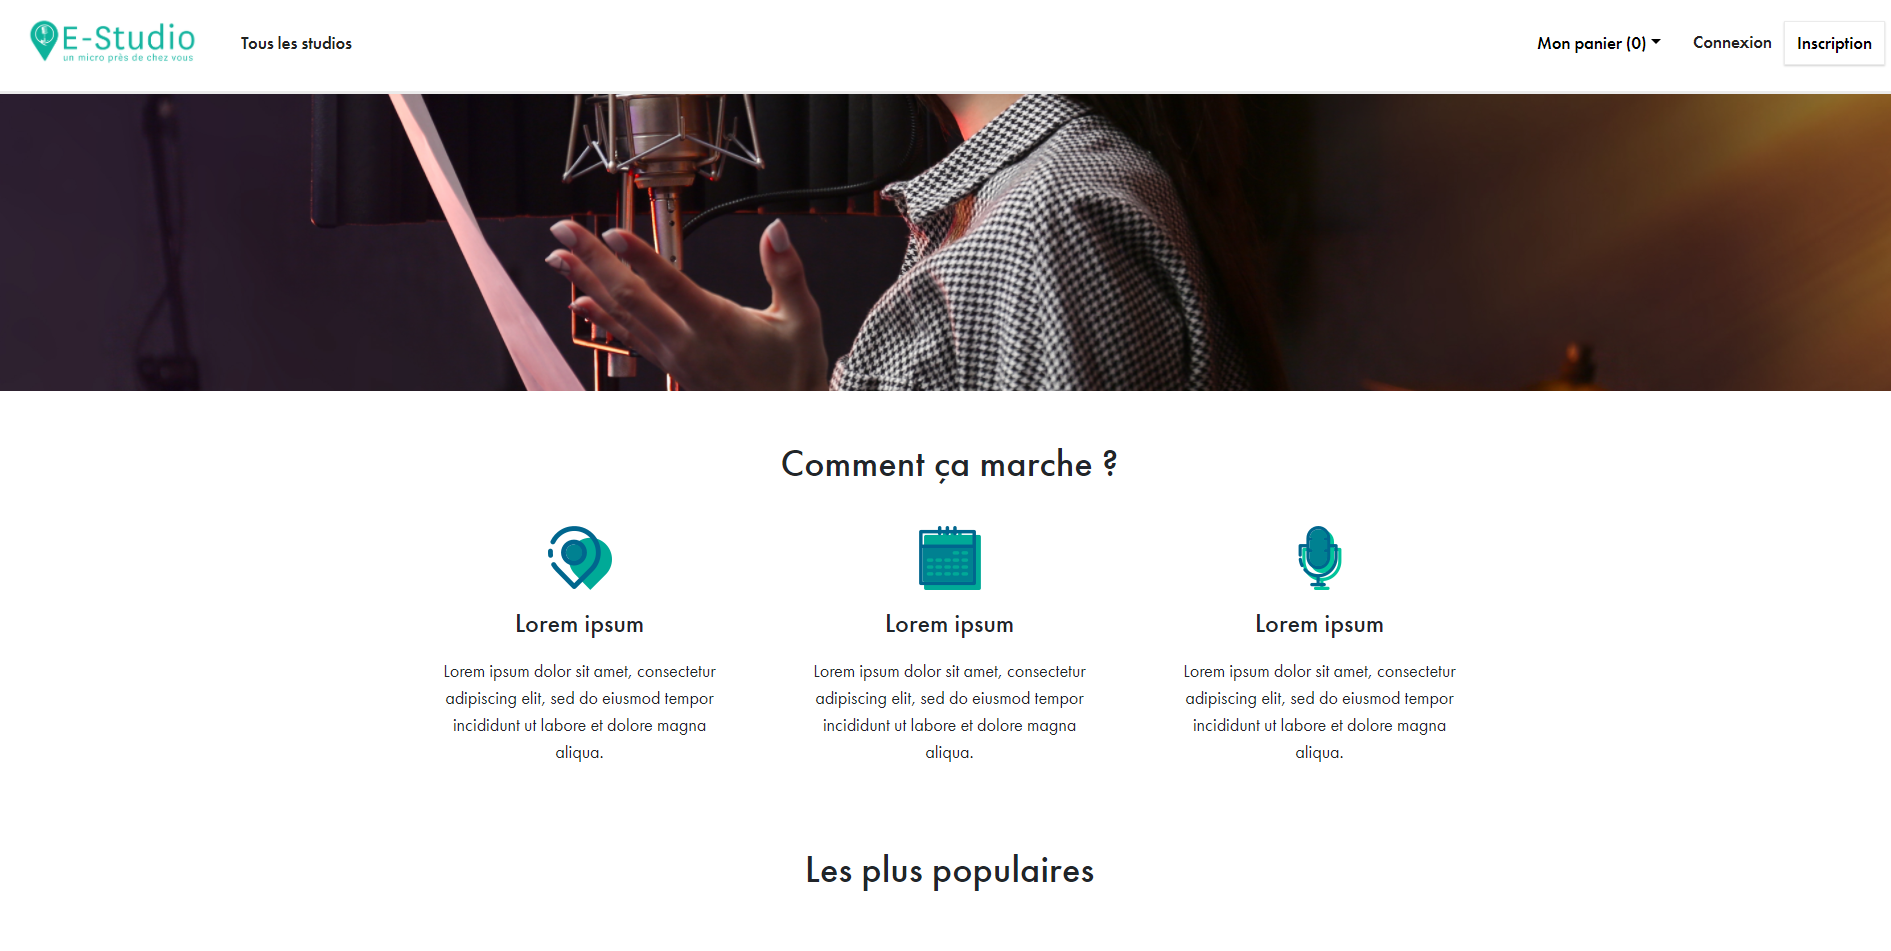 E-Studio
un micro près de chez vous
Tous les studios
Mon panier (0)
Connexion
Inscription
Comment ça marche ?
Lorem ipsum
Lorem ipsum dolor sit amet, consectetur
adipiscing elit, sed do eiusmod tempor
incididunt ut labore et dolore magna
aliqua.
Lorem ipsum
Lorem ipsum dolor sit amet, consectetur
adipiscing elit, sed do eiusmod tempor
incididunt ut labore et dolore magna
aliqua.
Lorem ipsum
Lorem ipsum dolor sit amet, consectetur
adipiscing elit, sed do eiusmod tempor
incididunt ut labore et dolore magna
aliqua.
Les plus populaires